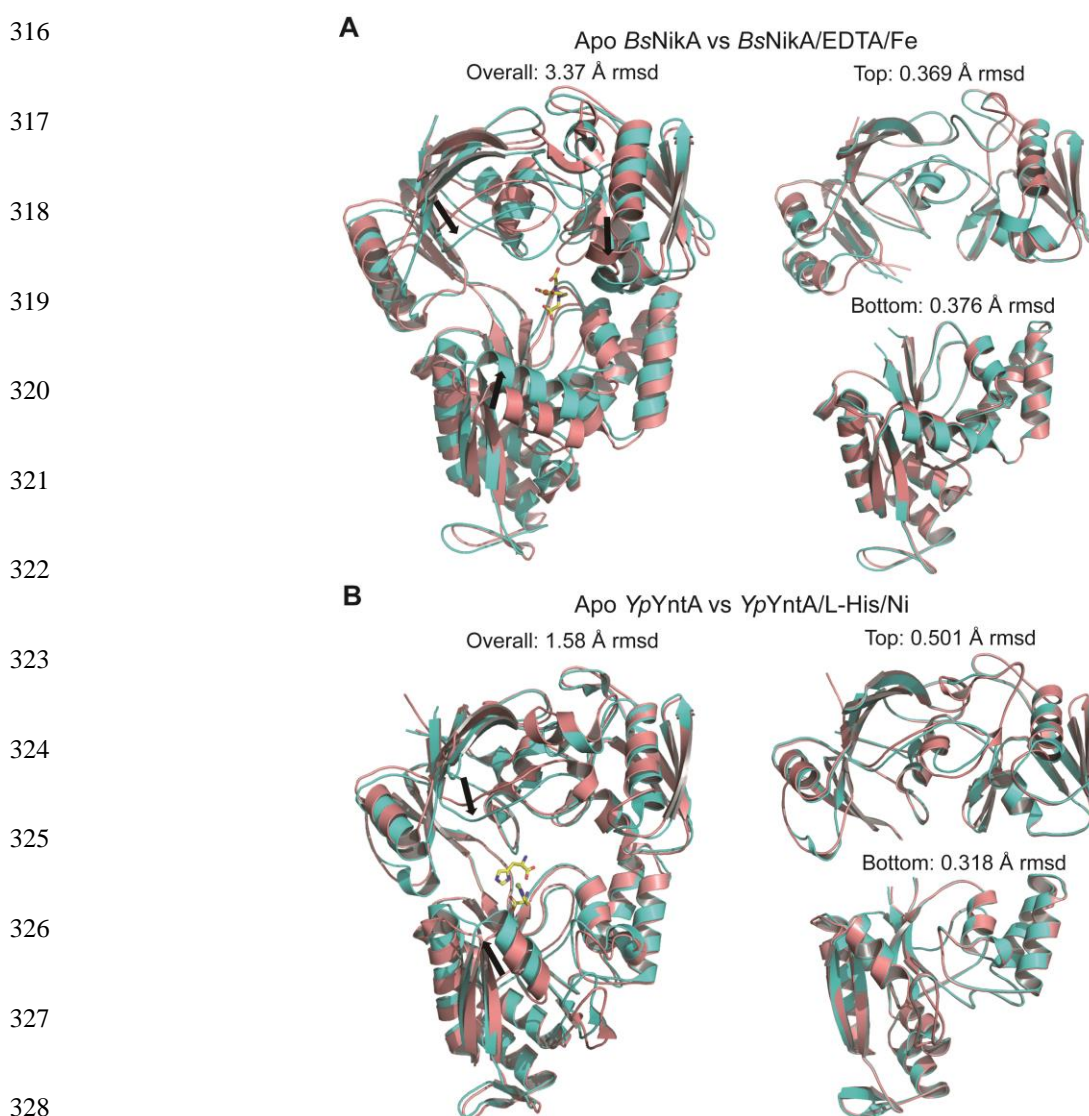 316
A
Apo BsNikA vs BsNikA/EDTA/Fe
Overall: 3.37 Å rmsd
Top: 0.369 Å rmsd
317
318
319
Bottom: 0.376 Å rmsd
320
321
322
B
Apo YpYntA vs YpYntA/L-His/Ni
323
Overall: 1.58 Å rmsd
Top: 0.501 Å rmsd
324
325
Bottom: 0.318 Å rmsd
326
327
328